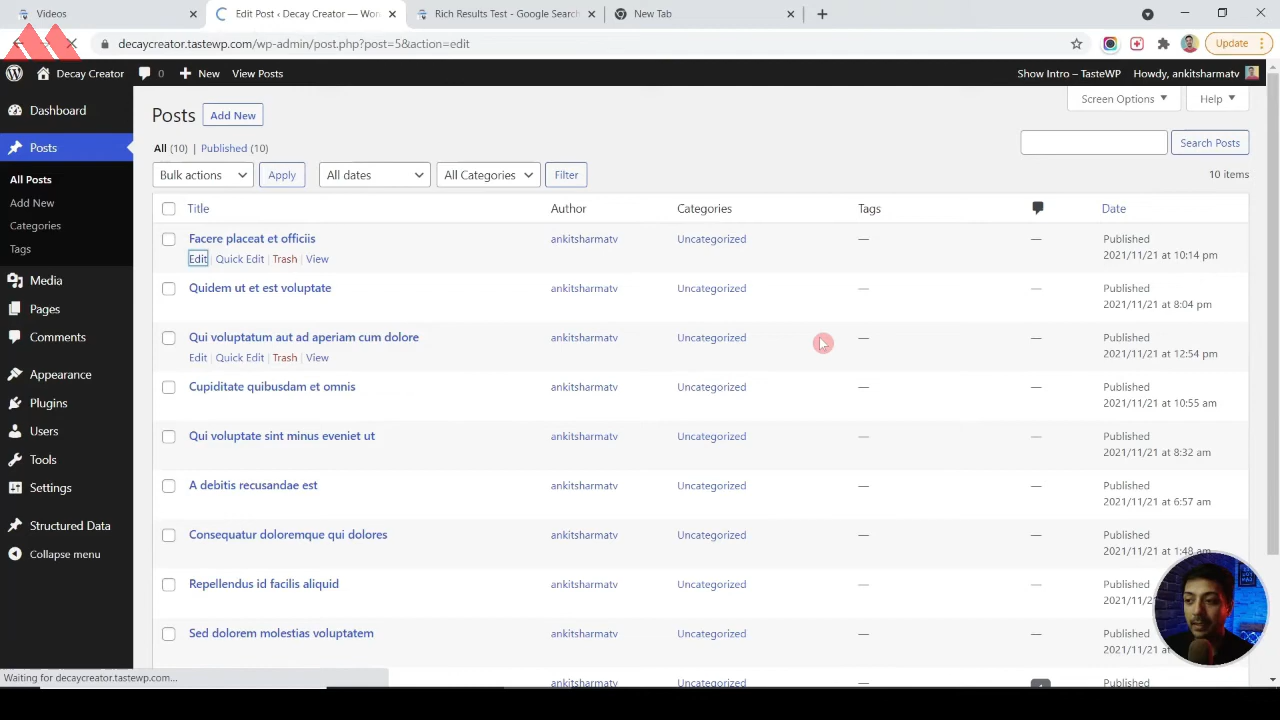 Videos
Edit Post ‹ Decay Creator — Wor
Rich Results Test - Google Search
New Tab
decaycreator.tastewp.com/wp-admin/post.php?post=5&action=edit
Update
Decay Creator
0
New
View Posts
Show Intro – TasteWP
Howdy, ankitsharmatv
Dashboard
Posts
All Posts
Add New
Categories
Tags
Media
Pages
Comments
Appearance
Plugins
Users
Tools
Settings
Structured Data
Collapse menu
Posts
Add New
Screen Options
Help
All (10) | Published (10)
Search Posts
Bulk actions
Apply
All dates
All Categories
Filter
10 items
Title
Author
Categories
Tags
Date
Facere placeat et officiis
ankitsharmatv
Uncategorized
—
—
Published
2021/11/21 at 10:14 pm
Edit | Quick Edit | Trash | View
Quidem ut et est voluptate
ankitsharmatv
Uncategorized
—
—
Published
2021/11/21 at 8:04 pm
Qui voluptatum aut ad aperiam cum dolore
ankitsharmatv
Uncategorized
—
—
Published
2021/11/21 at 12:54 pm
Edit | Quick Edit | Trash | View
Cupiditate quibusdam et omnis
ankitsharmatv
Uncategorized
—
—
Published
2021/11/21 at 10:55 am
Qui voluptate sint minus eveniet ut
ankitsharmatv
Uncategorized
—
—
Published
2021/11/21 at 8:32 am
A debitis recusandae est
ankitsharmatv
Uncategorized
—
—
Published
2021/11/21 at 6:57 am
Consequatur doloremque qui dolores
ankitsharmatv
Uncategorized
—
—
Published
2021/11/21 at 1:48 am
Repellendus id facilis aliquid
ankitsharmatv
Uncategorized
—
—
Published
Sed dolorem molestias voluptatem
ankitsharmatv
Uncategorized
—
—
Published
ankitsharmatv
Uncategorized
Published
Waiting for decaycreator.tastewp.com...